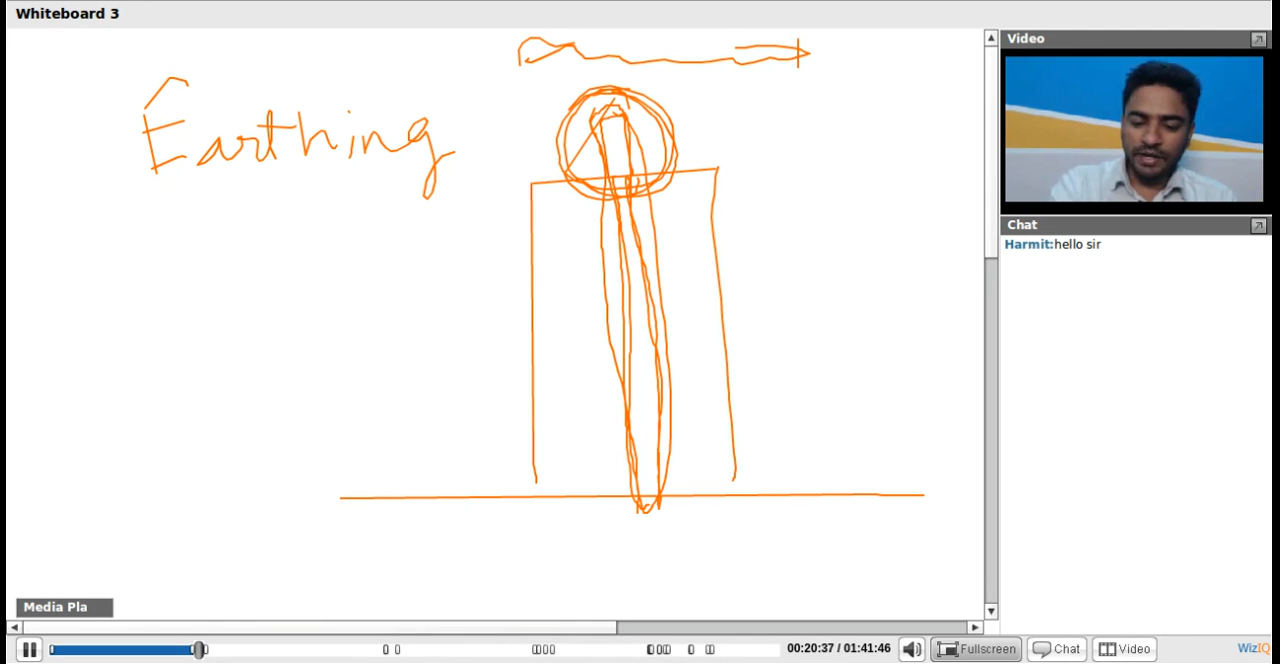 Whiteboard 3
Earthing
Video
Chat
Harmit:hello sir
Media Pla
00:20:37 / 01:41:46
Fullscreen
Chat
Video
WizIQ